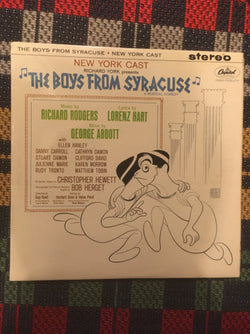 THE BOYS FROM SYRACUSE • NEW YORK CAST
stereo
NEW YORK CAST
RICHARD YORK presents
Capitol
THE BOYS FROM SYRACUSE
A MUSICAL COMEDY
Music by
Lyrics by
RICHARD RODGERS
LORENZ HART
Book by
GEORGE ABBOTT
with
ELLEN HANLEY
DANNY CARROLL
CATHRYN DAMON
STUART DAMON
CLIFFORD DAVID
JULIENNE MARIE
KAREN MORROW
RUDY TRONTO
MATTHEW TOBIN
CHRISTOPHER HEWETT
BOB HERGET